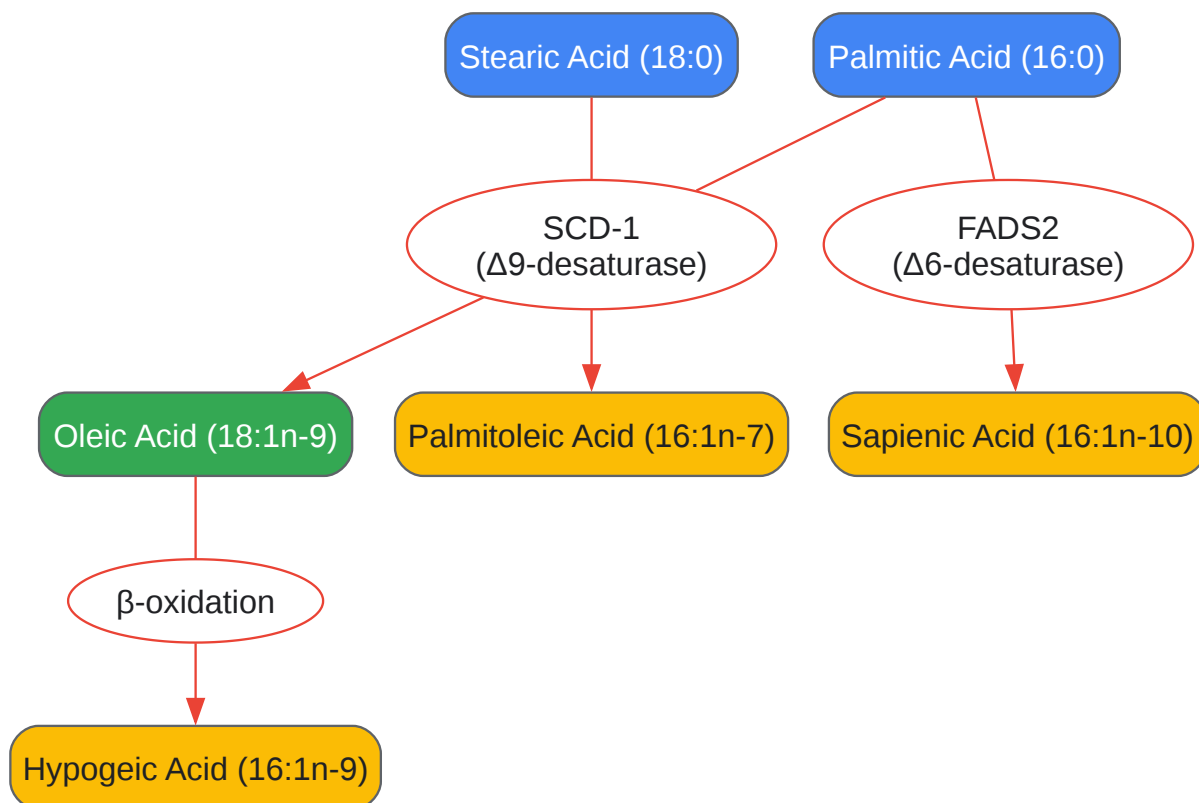 Stearic Acid (18:0)
Palmitic Acid (16:0)
SCD-1
(Δ9-desaturase)
FADS2
(Δ6-desaturase)
Oleic Acid (18:1n-9)
Palmitoleic Acid (16:1n-7)
Sapienic Acid (16:1n-10)
β-oxidation
Hypogeic Acid (16:1n-9)